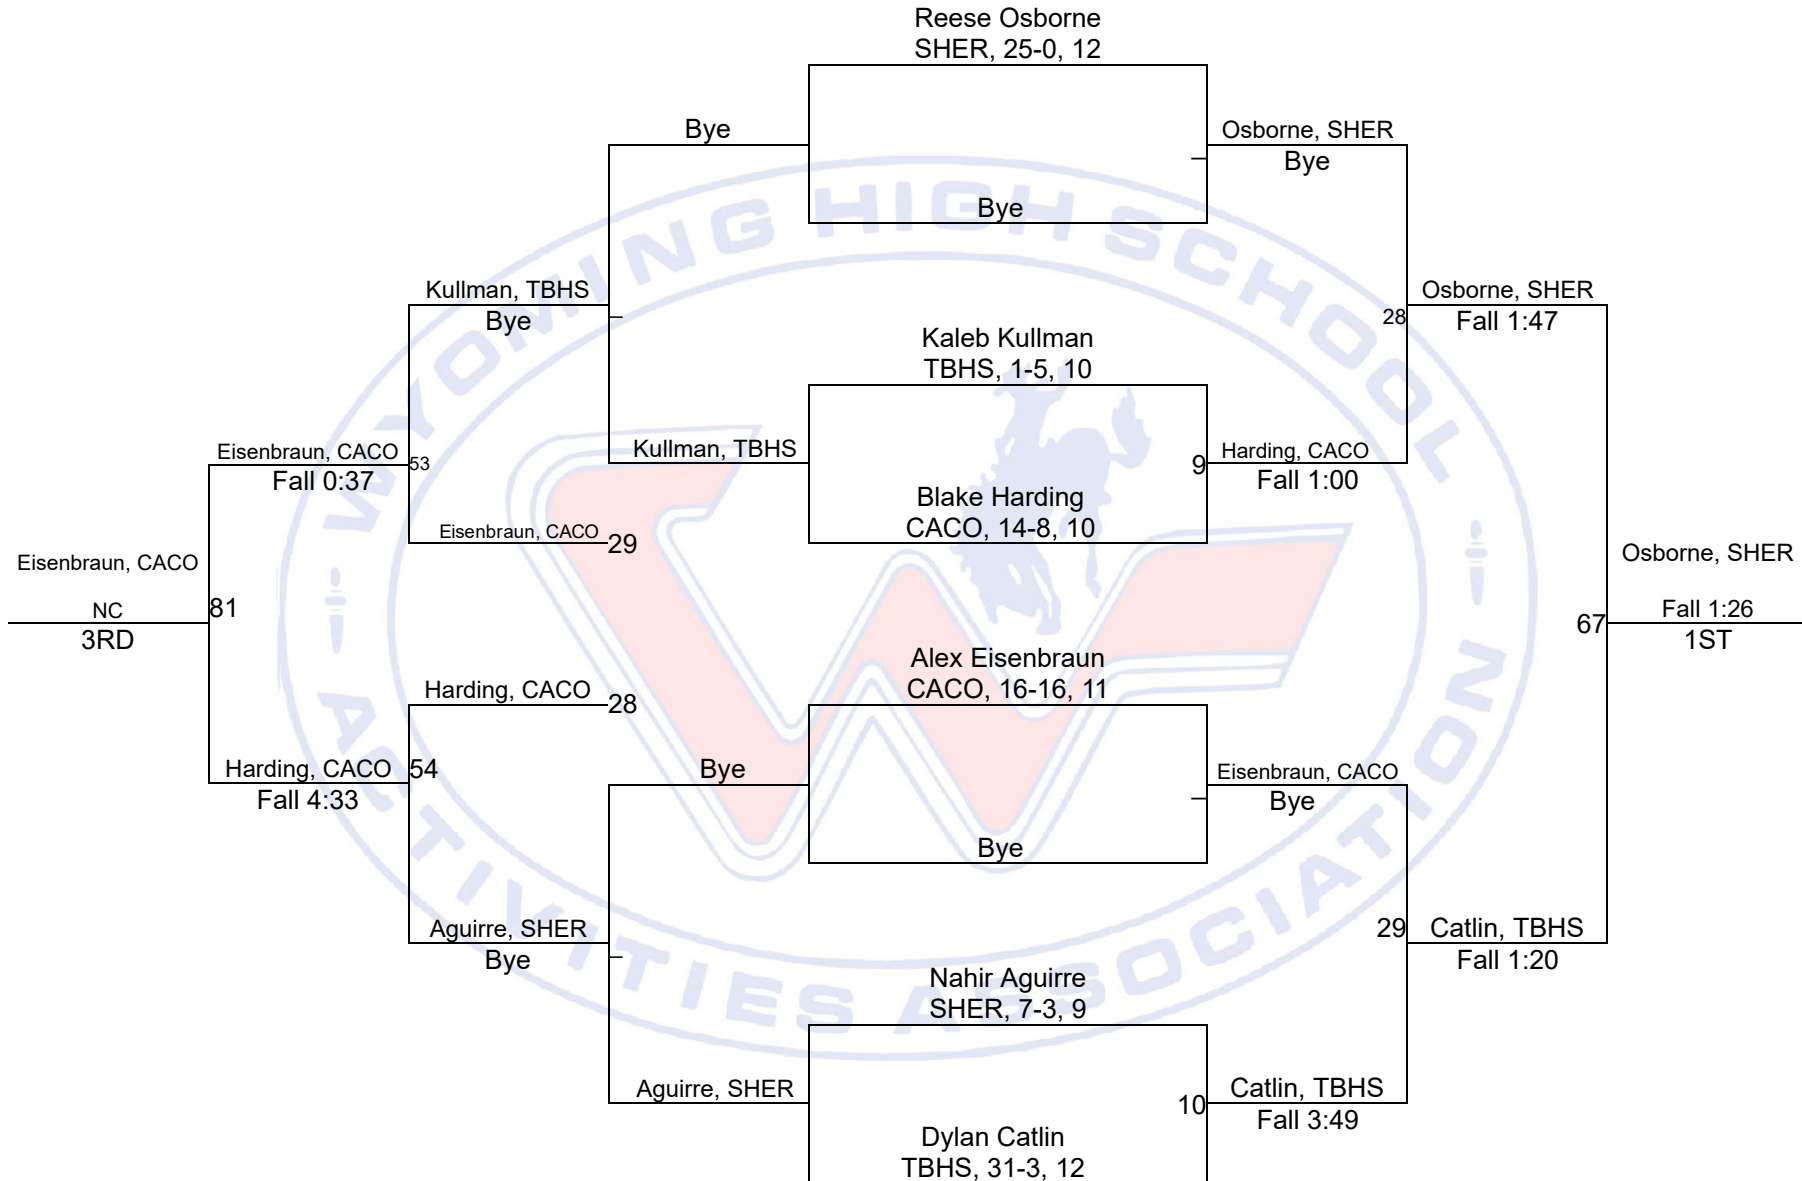 Reese Osborne
SHER, 25-0, 12
Bye
Osborne, SHER
Bye
Bye
Kullman, TBHS
Bye
Osborne, SHER
28
Fall 1:47
Kaleb Kullman
TBHS, 1-5, 10
Eisenbraun, CACO
53
Fall 0:37
Kullman, TBHS
9
Harding, CACO
Fall 1:00
Blake Harding
CACO, 14-8, 10
Eisenbraun, CACO
29
Eisenbraun, CACO
NC
81
3RD
Osborne, SHER
67
Fall 1:26
1ST
Alex Eisenbraun
CACO, 16-16, 11
Harding, CACO
28
Harding, CACO
54
Fall 4:33
Bye
Eisenbraun, CACO
Bye
Bye
Aguirre, SHER
Bye
29
Catlin, TBHS
Fall 1:20
Nahir Aguirre
SHER, 7-3, 9
Aguirre, SHER
10
Catlin, TBHS
Fall 3:49
Dylan Catlin
TBHS, 31-3, 12
WYOMING HIGH SCHOOL
ACTIVITIES ASSOCIATION